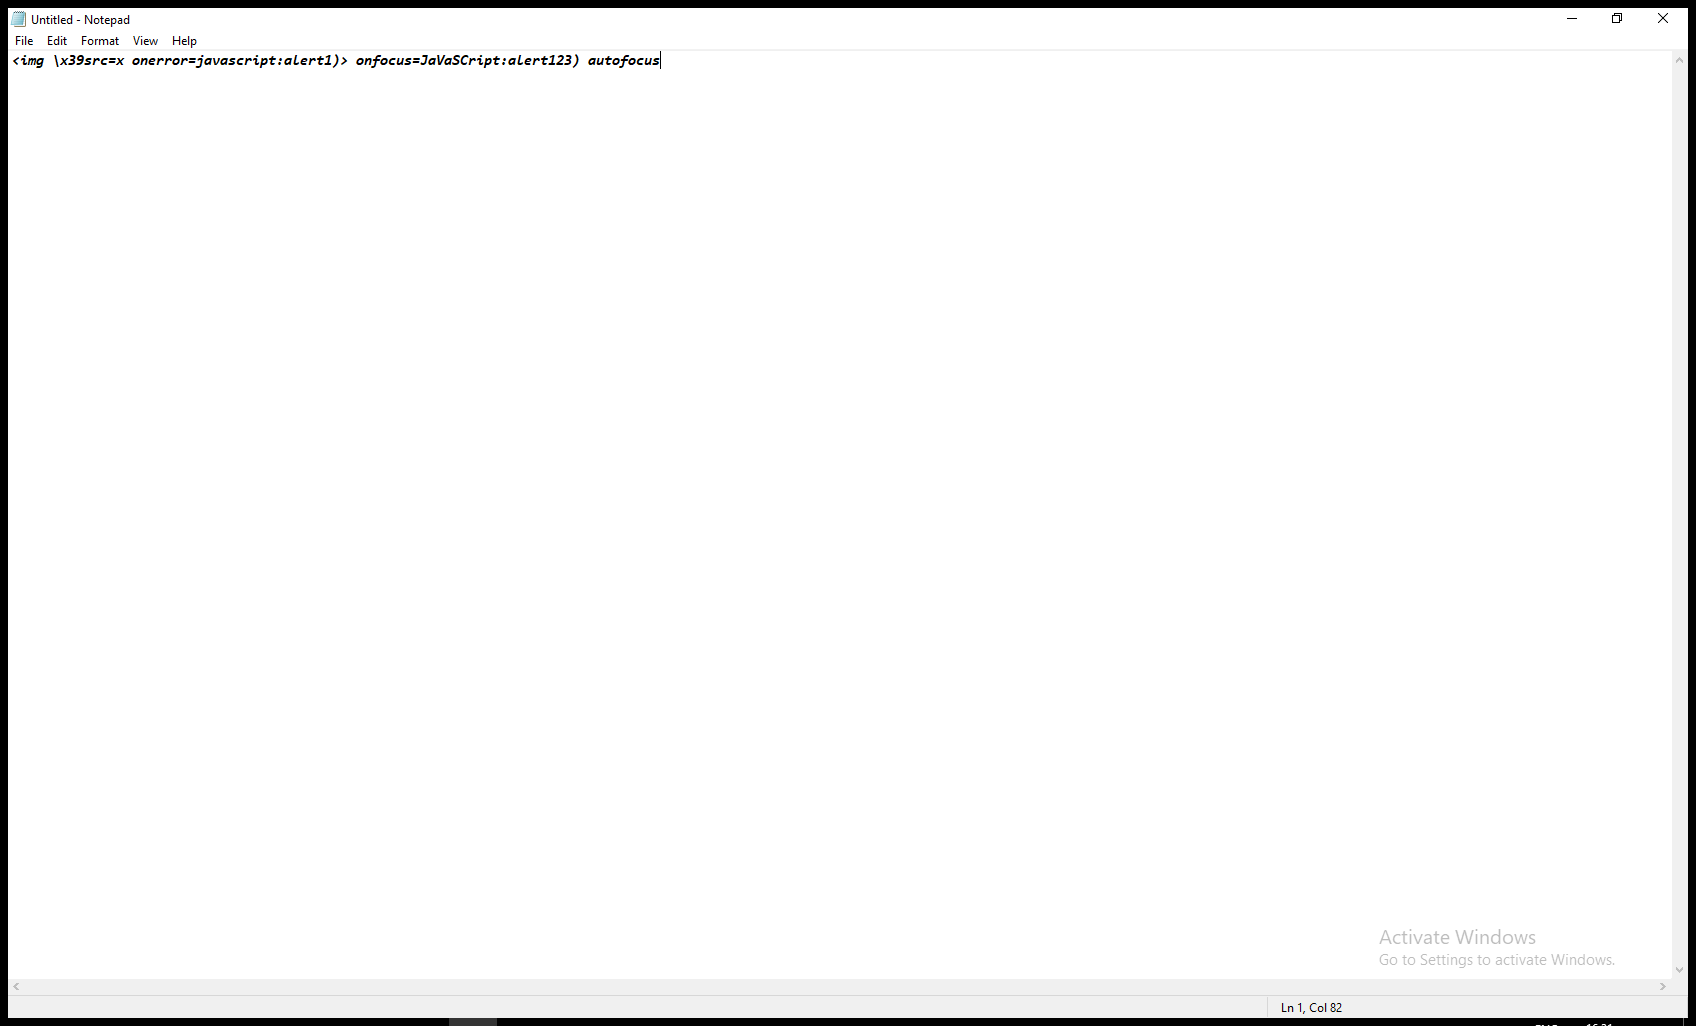 Untitled - Notepad
File Edit Format View Help
<img \x39src=x onerror=javascript:alert1)> onfocus=JaVaSCript:alert123) autofocus
Activate Windows
Go to Settings to activate Windows.
Ln 1, Col 82